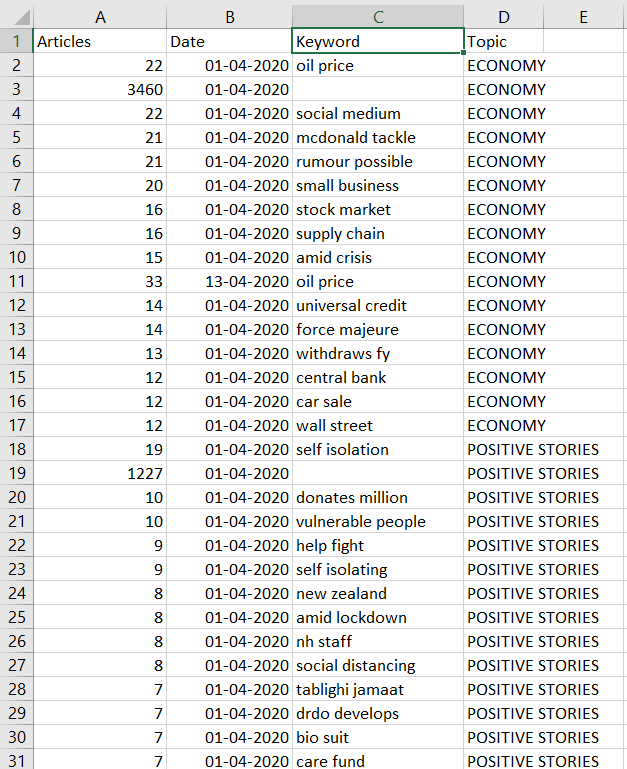 A B C D E
1 Articles Date Keyword Topic
2 22 01-04-2020 oil price ECONOMY
3 3460 01-04-2020 ECONOMY
4 22 01-04-2020 social medium ECONOMY
5 21 01-04-2020 mcdonald tackle ECONOMY
6 21 01-04-2020 rumour possible ECONOMY
7 20 01-04-2020 small business ECONOMY
8 16 01-04-2020 stock market ECONOMY
9 16 01-04-2020 supply chain ECONOMY
10 15 01-04-2020 amid crisis ECONOMY
11 33 13-04-2020 oil price ECONOMY
12 14 01-04-2020 universal credit ECONOMY
13 14 01-04-2020 force majeure ECONOMY
14 13 01-04-2020 withdraws fy ECONOMY
15 12 01-04-2020 central bank ECONOMY
16 12 01-04-2020 car sale ECONOMY
17 12 01-04-2020 wall street ECONOMY
18 19 01-04-2020 self isolation POSITIVE STORIES
19 1227 01-04-2020 POSITIVE STORIES
20 10 01-04-2020 donates million POSITIVE STORIES
21 10 01-04-2020 vulnerable people POSITIVE STORIES
22 9 01-04-2020 help fight POSITIVE STORIES
23 9 01-04-2020 self isolating POSITIVE STORIES
24 8 01-04-2020 new zealand POSITIVE STORIES
25 8 01-04-2020 amid lockdown POSITIVE STORIES
26 8 01-04-2020 nh staff POSITIVE STORIES
27 8 01-04-2020 social distancing POSITIVE STORIES
28 7 01-04-2020 tablighi jamaat POSITIVE STORIES
29 7 01-04-2020 drdo develops POSITIVE STORIES
30 7 01-04-2020 bio suit POSITIVE STORIES
31 7 01-04-2020 care fund POSITIVE STORIES